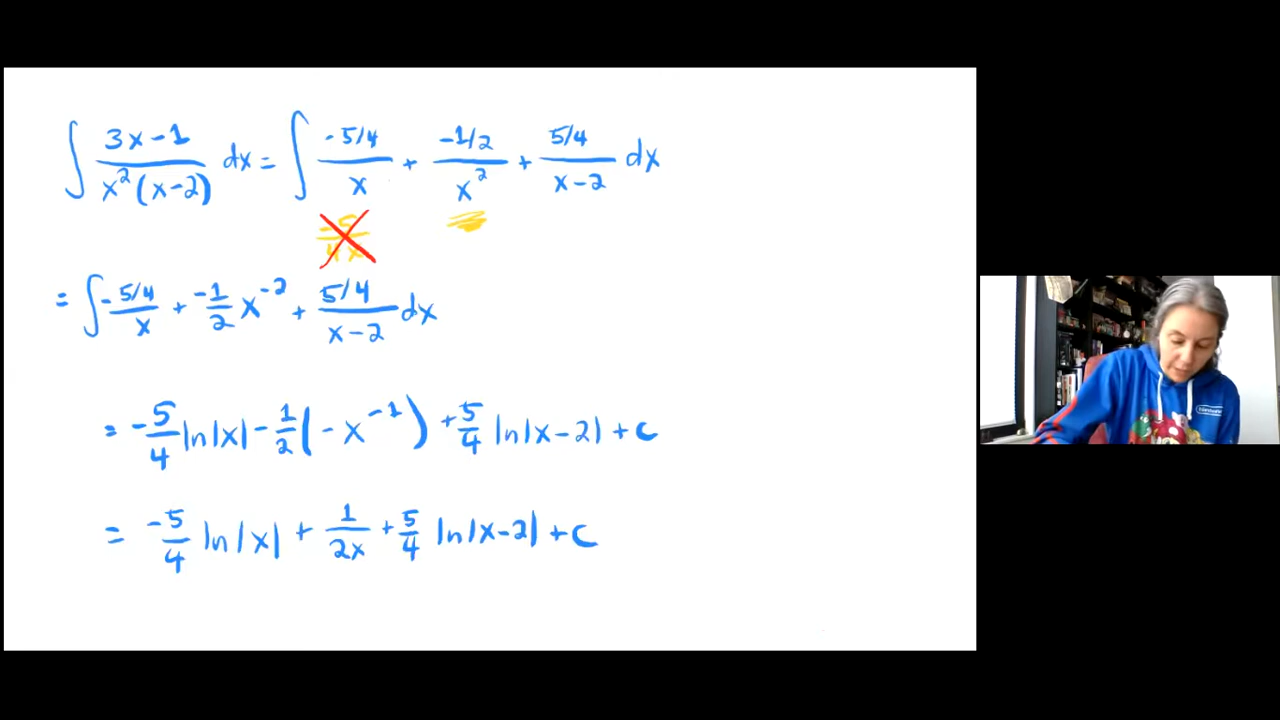 ∫ (3x-1)/(x²(x-2)) dx = ∫ (-5/4)/x + (-1/2)/x² + (5/4)/(x-2) dx
-5/4x
= ∫ (-5/4)/x + -1/2 x⁻² + (5/4)/(x-2) dx
= -5/4 ln|x| - 1/2(-x⁻¹) + 5/4 ln|x-2| + C
= -5/4 ln|x| + 1/(2x) + 5/4 ln|x-2| + C